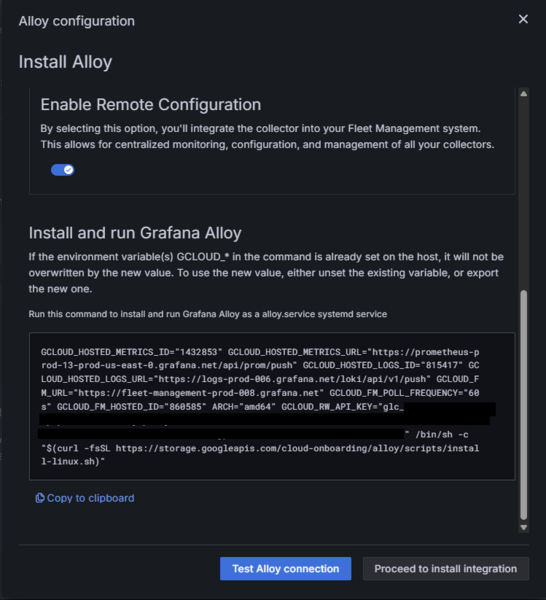 Alloy configuration
Install Alloy
Enable Remote Configuration
By selecting this option, you'll integrate the collector into your Fleet Management system.
This allows for centralized monitoring, configuration, and management of all your collectors.
Install and run Grafana Alloy
If the environment variable(s) GCLOUD_* in the command is already set on the host, it will not be
overwritten by the new value. To use the new value, either unset the existing variable, or export
the new one.
Run this command to install and run Grafana Alloy as a alloy.service systemd service
GCLOUD_HOSTED_METRICS_ID="1432853" GCLOUD_HOSTED_METRICS_URL="https://prometheus-p
rod-13-prod-us-east-0.grafana.net/api/prom/push" GCLOUD_HOSTED_LOGS_ID="815417" GC
LOUD_HOSTED_LOGS_URL="https://logs-prod-006.grafana.net/loki/api/v1/push" GCLOUD_F
M_URL="https://fleet-management-prod-008.grafana.net" GCLOUD_FM_POLL_FREQUENCY="60
s" GCLOUD_FM_HOSTED_ID="860585" ARCH="amd64" GCLOUD_RW_API_KEY="glc_
" /bin/sh -c
"$(curl -fsSL https://storage.googleapis.com/cloud-onboarding/alloy/scripts/instal
l-linux.sh)"
Copy to clipboard
Test Alloy connection
Proceed to install integration